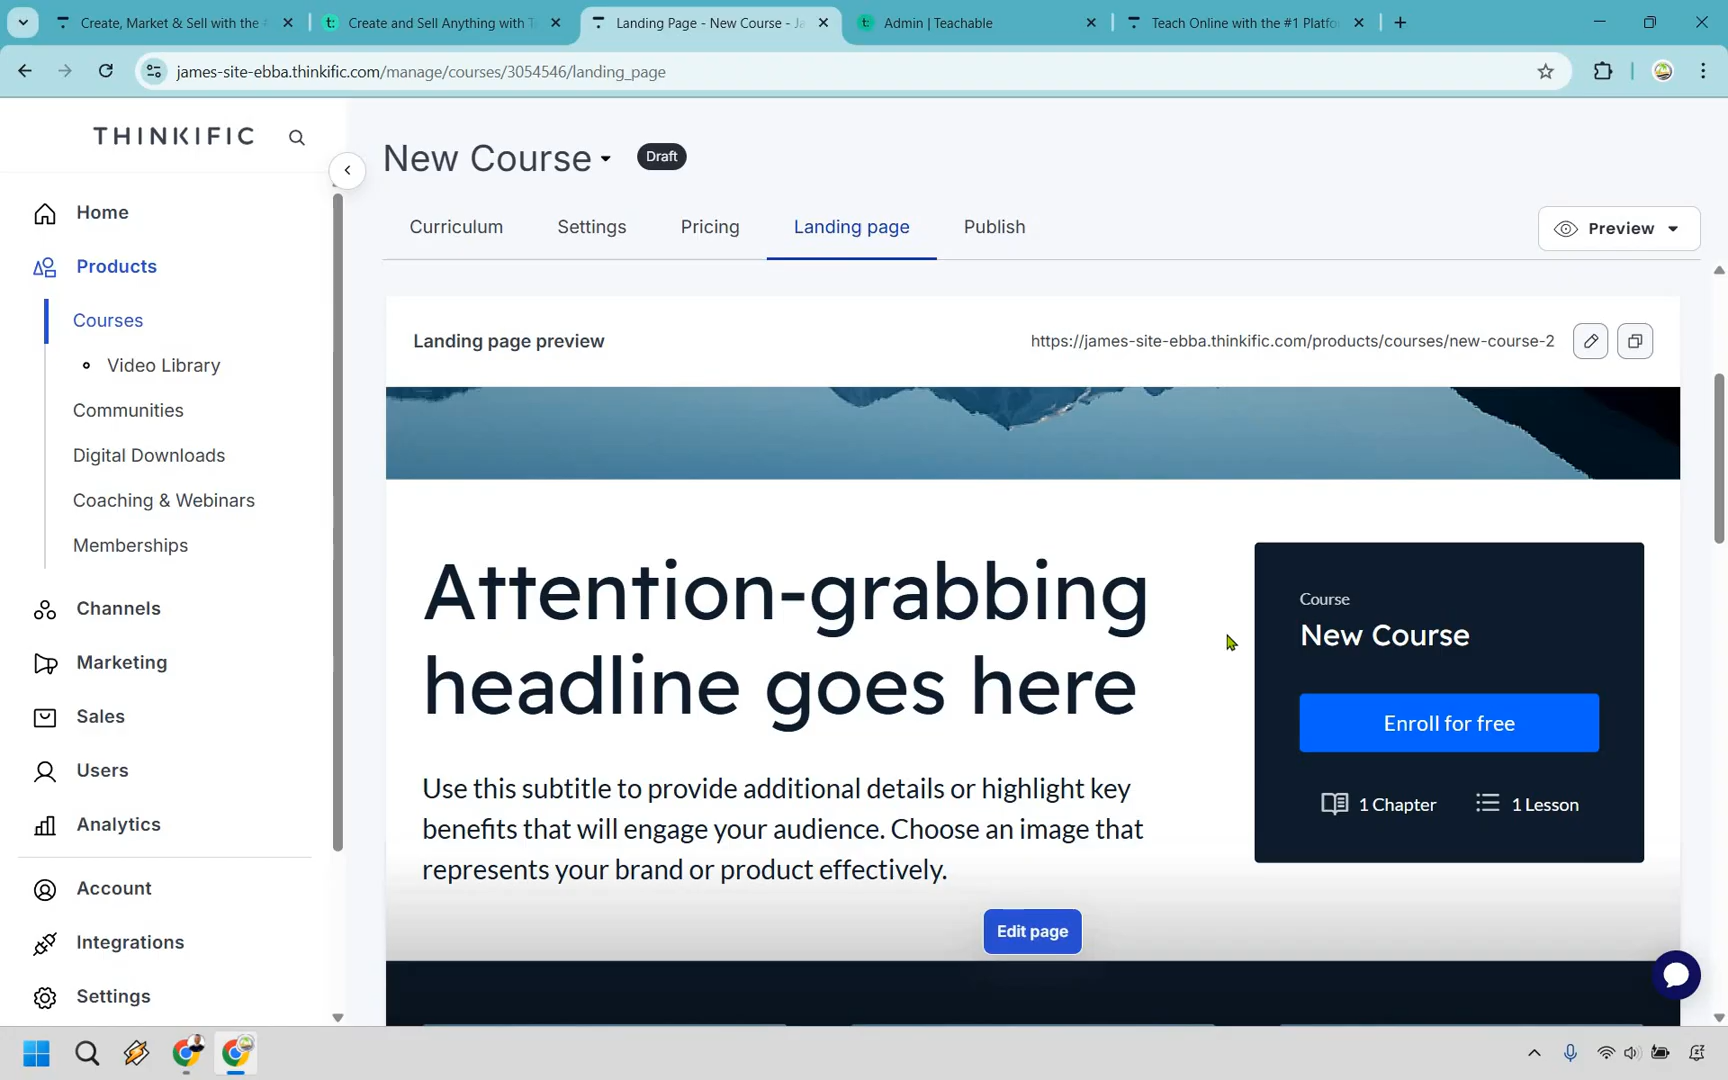 Create, Market & Sell with the #
Create and Sell Anything with T
Landing Page - New Course - Ja
Admin | Teachable
Teach Online with the #1 Platfo
james-site-ebba.thinkific.com/manage/courses/3054546/landing_page
THINKIFIC
New Course
Draft
Home
Curriculum
Settings
Pricing
Landing page
Publish
Preview
Products
Courses
Video Library
Communities
Digital Downloads
Coaching & Webinars
Memberships
Channels
Marketing
Sales
Users
Analytics
Account
Integrations
Settings
Landing page preview
https://james-site-ebba.thinkific.com/products/courses/new-course-2
Attention-grabbing
headline goes here
Use this subtitle to provide additional details or highlight key
benefits that will engage your audience. Choose an image that
represents your brand or product effectively.
Course
New Course
Enroll for free
1 Chapter
1 Lesson
Edit page